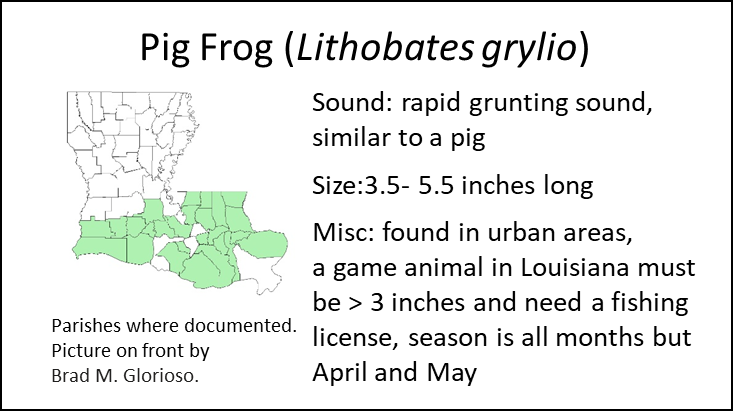 Pig Frog (Lithobates grylio)
Sound: rapid grunting sound,
similar to a pig
Size:3.5- 5.5 inches long
Misc: found in urban areas,
a game animal in Louisiana must
be > 3 inches and need a fishing
license, season is all months but
April and May
Parishes where documented.
Picture on front by
Brad M. Glorioso.